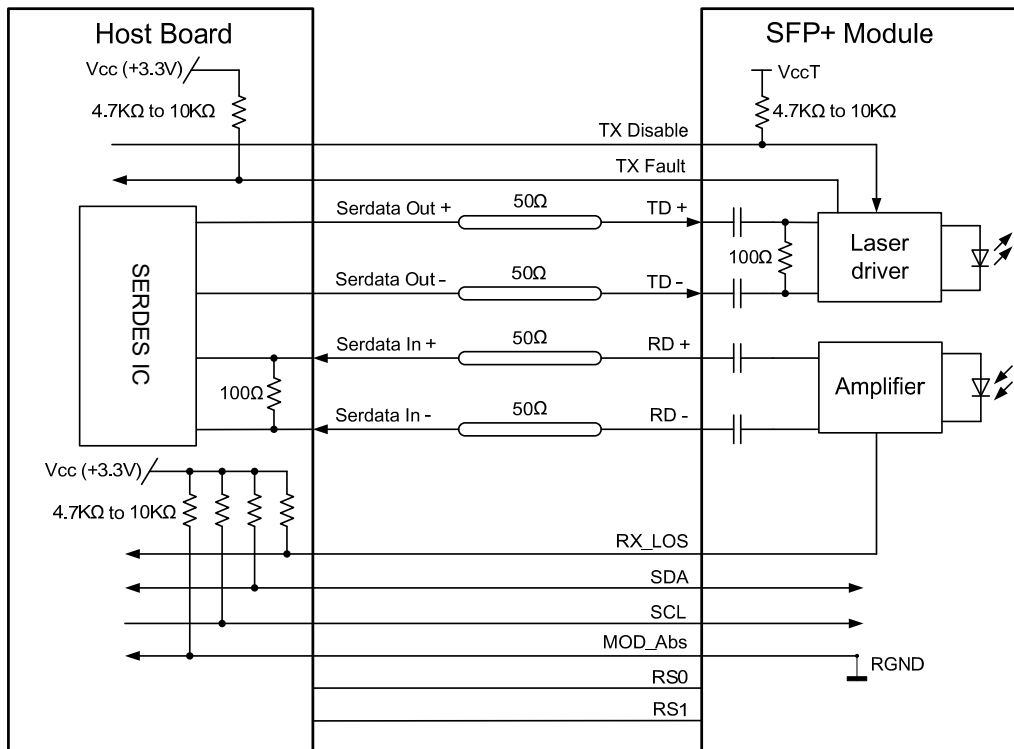 Host Board
SFP+ Module
Vcc (+3.3V)
VccT
4.7KΩ to 10KΩ
4.7KΩ to 10KΩ
TX Disable
TX Fault
Serdata Out +
50Ω
TD +
SERDES IC
100Ω
Laser
driver
Serdata Out -
50Ω
TD -
Serdata In +
50Ω
RD +
100Ω
Amplifier
Serdata In -
50Ω
RD -
Vcc (+3.3V)
4.7KΩ to 10KΩ
RX_LOS
SDA
SCL
MOD_Abs
RGND
RS0
RS1